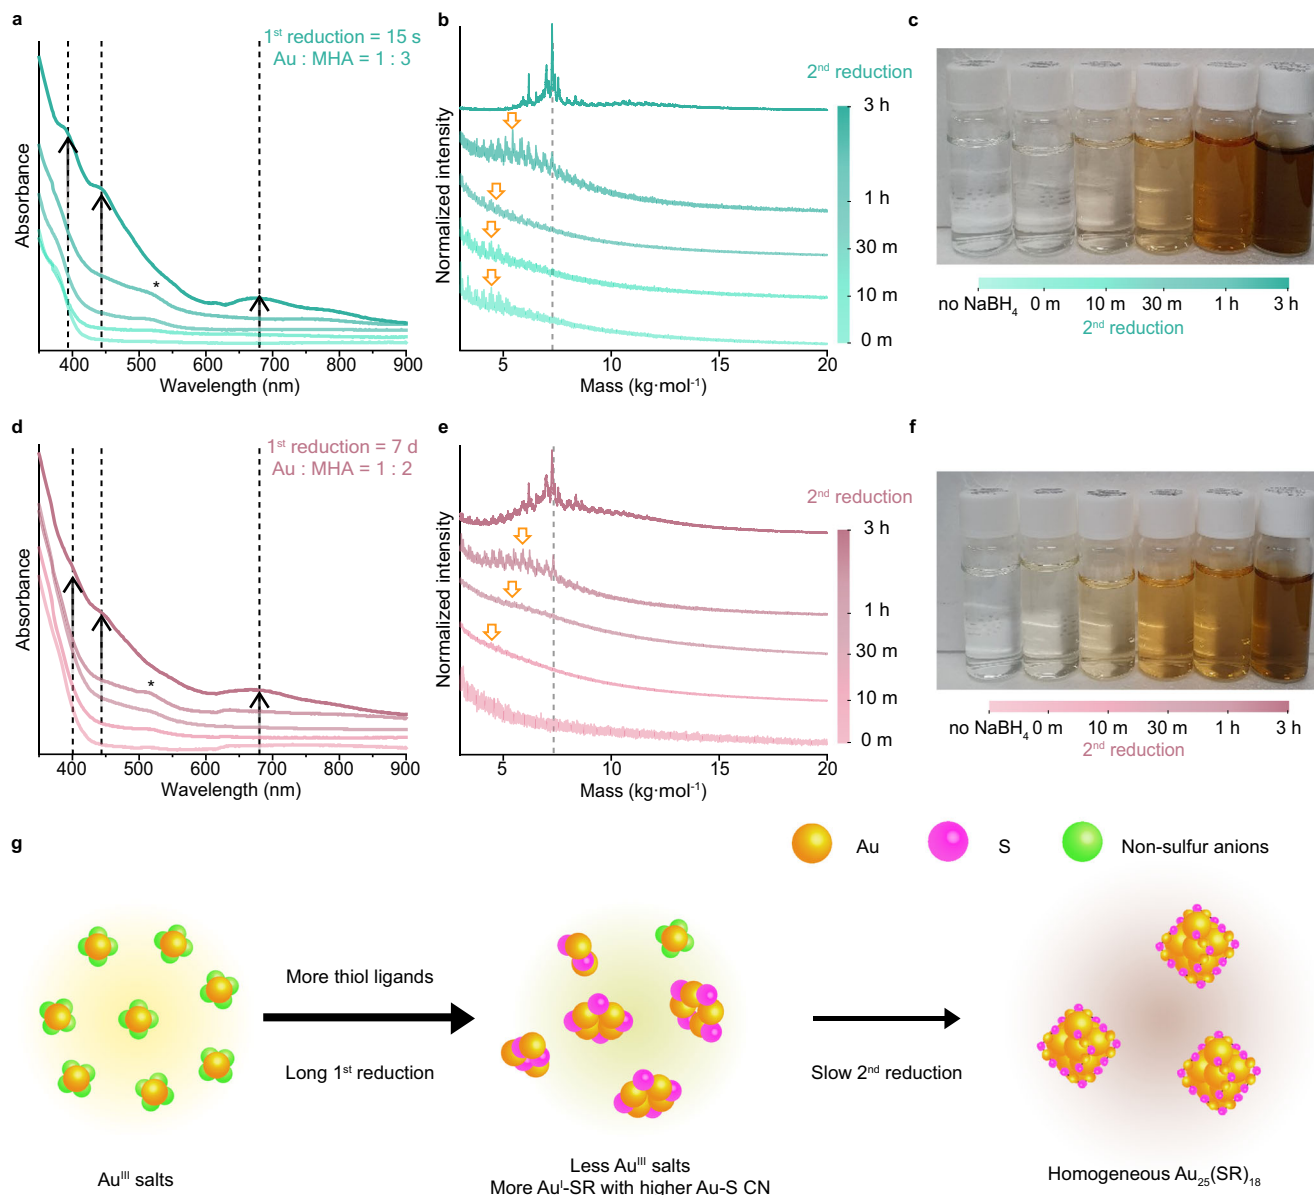 a
1st reduction = 15 s
Au : MHA = 1 : 3
Absorbance
*
400 500 600 700 800 900
Wavelength (nm)
b
2nd reduction
Normalized intensity
3 h
1 h
30 m
10 m
0 m
5 10 15 20
Mass (kg·mol-1)
c
no NaBH4 0 m 10 m 30 m 1 h 3 h
2nd reduction
d
1st reduction = 7 d
Au : MHA = 1 : 2
Absorbance
*
400 500 600 700 800 900
Wavelength (nm)
e
2nd reduction
Normalized intensity
3 h
1 h
30 m
10 m
0 m
5 10 15 20
Mass (kg·mol-1)
f
no NaBH4 0 m 10 m 30 m 1 h 3 h
2nd reduction
g
Au S Non-sulfur anions
More thiol ligands
Long 1st reduction
Slow 2nd reduction
AuIII salts
Less AuIII salts
More AuI-SR with higher Au-S CN
Homogeneous Au25(SR)18